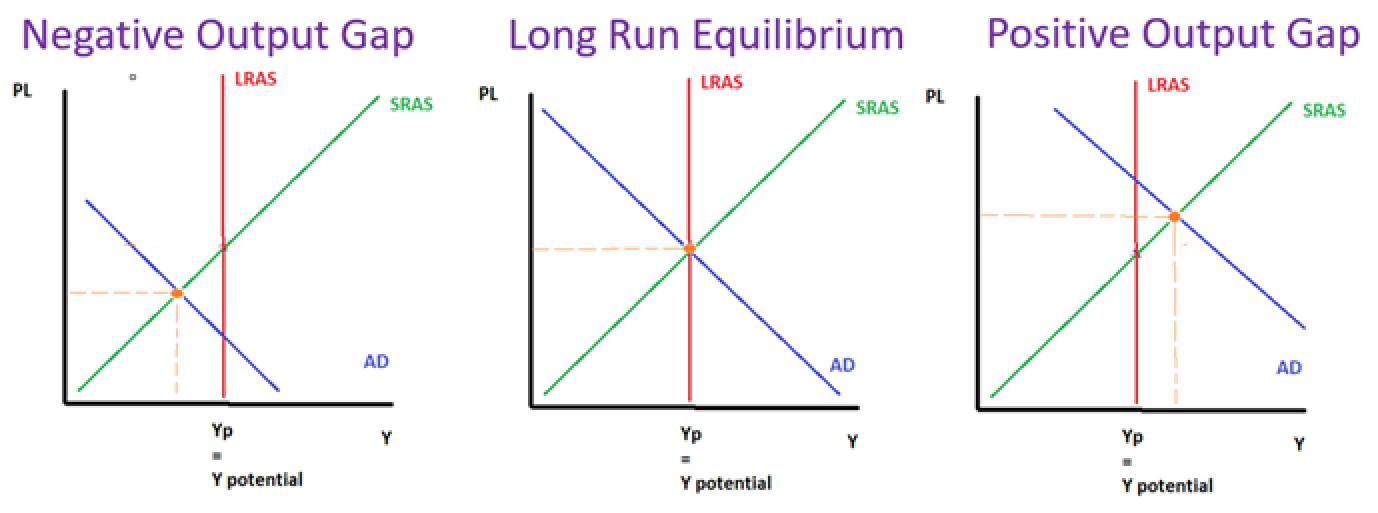 Negative Output Gap
PL
LRAS
SRAS
AD
Yp
Y
=
Y potential
Long Run Equilibrium
PL
LRAS
SRAS
AD
Yp
Y
=
Y potential
Positive Output Gap
PL
LRAS
SRAS
AD
Yp
Y
=
Y potential